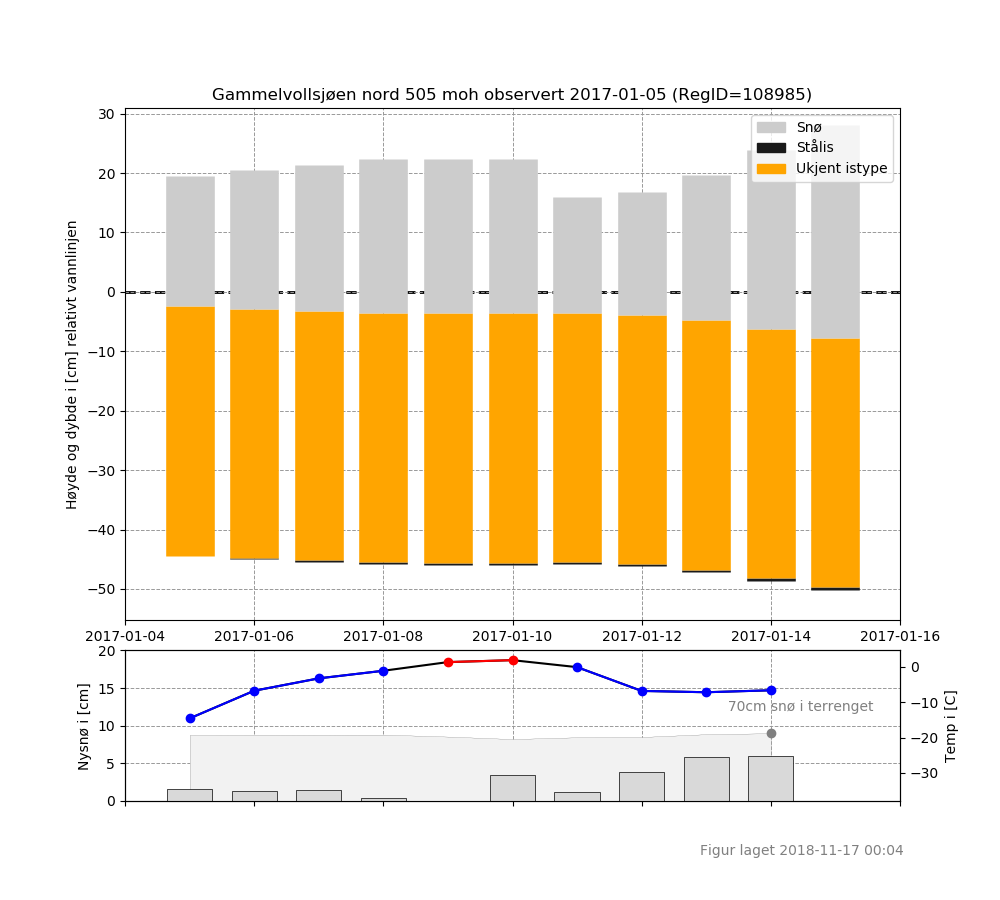 Gammelvollsjøen nord 505 moh observert 2017-01-05 (RegID=108985)
Høyde og dybde i [cm] relativt vannlinjen
30
20
10
0
−10
−20
−30
−40
−50
Snø
Stålis
Ukjent istype
2017-01-04
2017-01-06
2017-01-08
2017-01-10
2017-01-12
2017-01-14
2017-01-16
Nysnø i [cm]
20
15
10
5
0
70cm snø i terrenget
0
−10
−20
−30
Temp i [C]
Figur laget 2018-11-17 00:04